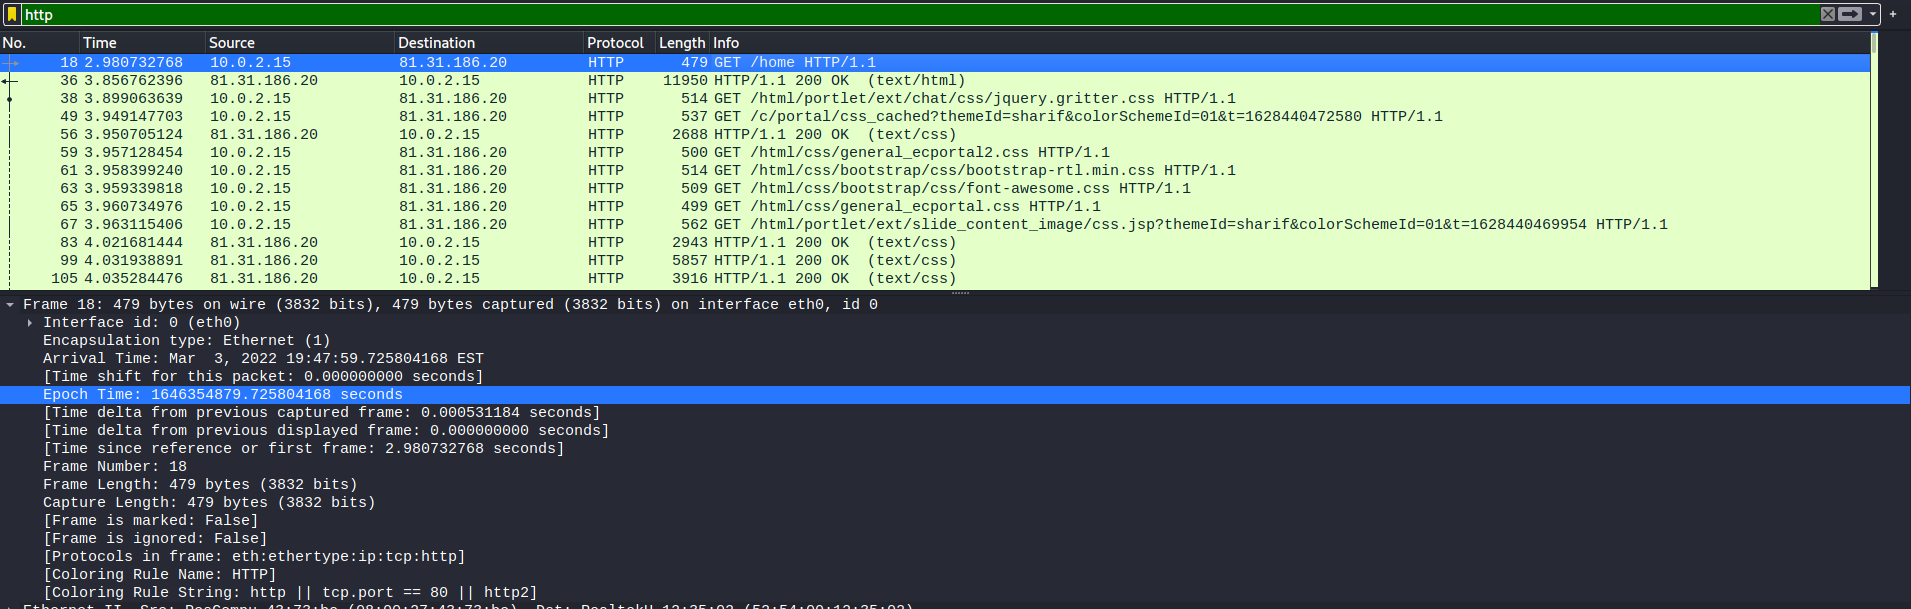 http
No. Time Source Destination Protocol Length Info
18 2.980732768 10.0.2.15 81.31.186.20 HTTP 479 GET /home HTTP/1.1
36 3.856762396 81.31.186.20 10.0.2.15 HTTP 11950 HTTP/1.1 200 OK (text/html)
38 3.899063639 10.0.2.15 81.31.186.20 HTTP 514 GET /html/portlet/ext/chat/css/jquery.gritter.css HTTP/1.1
49 3.949147703 10.0.2.15 81.31.186.20 HTTP 537 GET /c/portal/css_cached?themeId=sharif&colorSchemeId=01&t=1628440472580 HTTP/1.1
56 3.950705124 81.31.186.20 10.0.2.15 HTTP 2688 HTTP/1.1 200 OK (text/css)
59 3.957128454 10.0.2.15 81.31.186.20 HTTP 500 GET /html/css/general_ecportal2.css HTTP/1.1
61 3.958399240 10.0.2.15 81.31.186.20 HTTP 514 GET /html/css/bootstrap/css/bootstrap-rtl.min.css HTTP/1.1
63 3.959339818 10.0.2.15 81.31.186.20 HTTP 509 GET /html/css/bootstrap/css/font-awesome.css HTTP/1.1
65 3.960734976 10.0.2.15 81.31.186.20 HTTP 499 GET /html/css/general_ecportal.css HTTP/1.1
67 3.963115406 10.0.2.15 81.31.186.20 HTTP 562 GET /html/portlet/ext/slide_content_image/css.jsp?themeId=sharif&colorSchemeId=01&t=1628440469954 HTTP/1.1
83 4.021681444 81.31.186.20 10.0.2.15 HTTP 2943 HTTP/1.1 200 OK (text/css)
99 4.031938891 81.31.186.20 10.0.2.15 HTTP 5857 HTTP/1.1 200 OK (text/css)
105 4.035284476 81.31.186.20 10.0.2.15 HTTP 3916 HTTP/1.1 200 OK (text/css)
Frame 18: 479 bytes on wire (3832 bits), 479 bytes captured (3832 bits) on interface eth0, id 0
Interface id: 0 (eth0)
Encapsulation type: Ethernet (1)
Arrival Time: Mar 3, 2022 19:47:59.725804168 EST
[Time shift for this packet: 0.000000000 seconds]
Epoch Time: 1646354879.725804168 seconds
[Time delta from previous captured frame: 0.000531184 seconds]
[Time delta from previous displayed frame: 0.000000000 seconds]
[Time since reference or first frame: 2.980732768 seconds]
Frame Number: 18
Frame Length: 479 bytes (3832 bits)
Capture Length: 479 bytes (3832 bits)
[Frame is marked: False]
[Frame is ignored: False]
[Protocols in frame: eth:ethertype:ip:tcp:http]
[Coloring Rule Name: HTTP]
[Coloring Rule String: http || tcp.port == 80 || http2]
Ethernet II, Src: